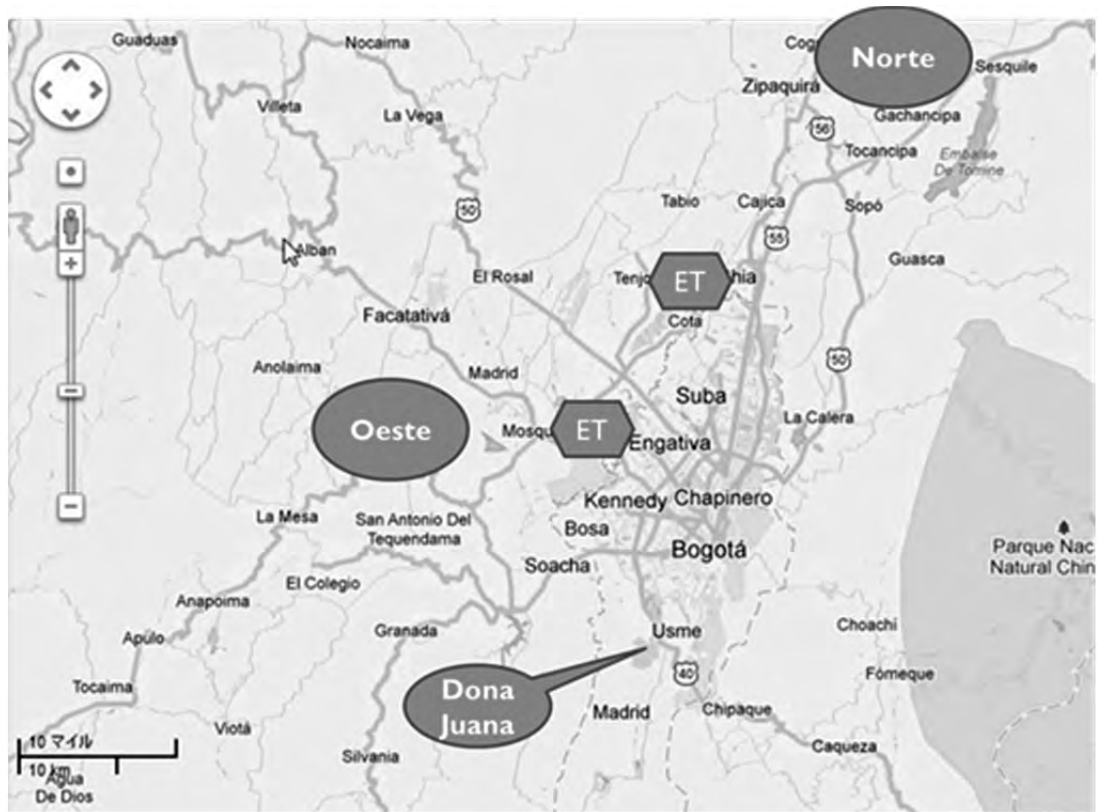 Guaduas
Nocaima
Cog
Norte
Sesquile
Zipaquirá
Villeta
La Vega
Gachancipa
56
Tocancipa
Embalse
De Tomine
50
Tabio
Cajica
Sopó
55
Alban
Guasca
El Rosal
Tenjo
ET
hia
Facatativá
Cota
50
Anolaima
Madrid
Suba
La Calera
Oeste
Mosqu
ET
Engativa
Kennedy
Chapinero
La Mesa
San Antonio Del
Tequendama
Bosa
Bogotá
Parque Nac
Natural Chin
Soacha
El Colegio
Anapoima
Granada
Usme
Choachi
Apulo
40
Fómeque
Tocaima
Dona
Juana
Madrid
Chipaque
Viotá
10 マイル
Caqueza
Silvania
10 km
Agua
De Dios